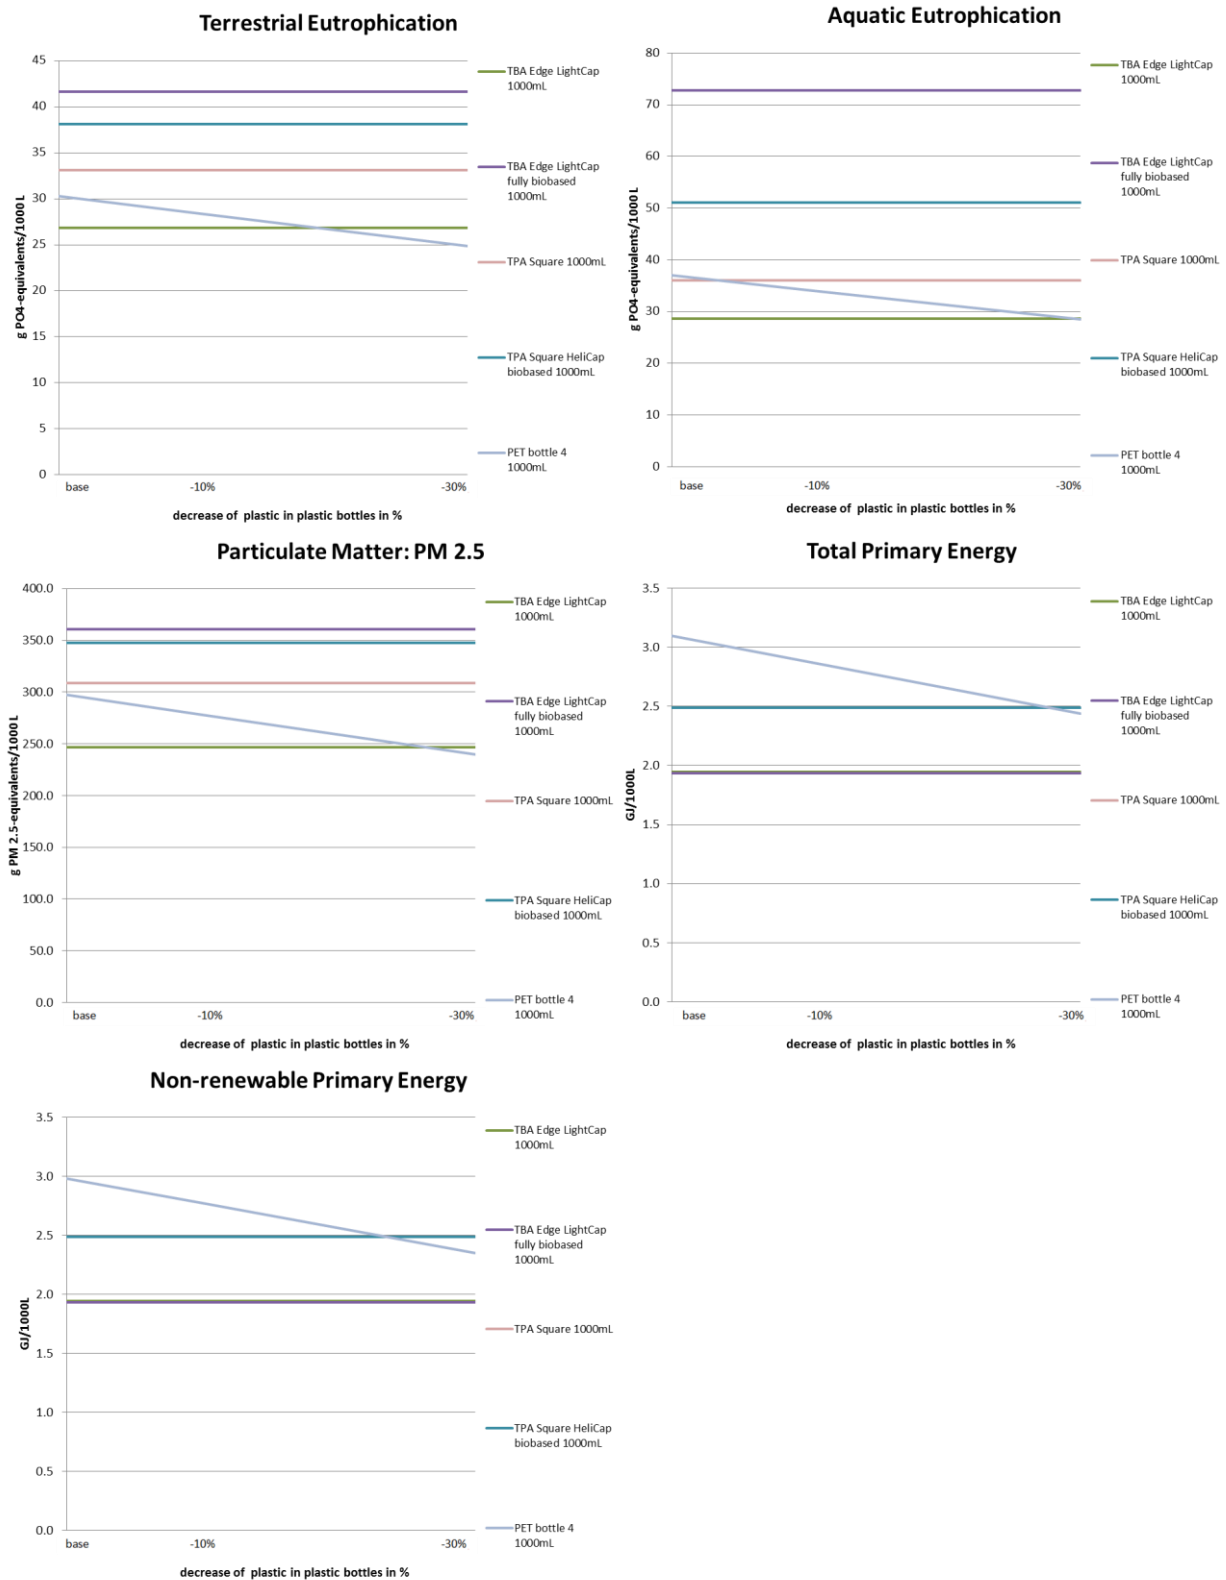 Terrestrial Eutrophication
45
40
35
30
25
20
15
10
5
0
g PO4-equivalents/1000 L
base
-10%
-30%
decrease of plastic in plastic bottles in %
TBA Edge LightCap
1000mL
TBA Edge LightCap
fully biobased
1000mL
TPA Square 1000mL
TPA Square HeliCap
biobased 1000mL
PET bottle 4
1000mL
Aquatic Eutrophication
80
70
60
50
40
30
20
10
0
g PO4-equivalents/1000 L
base
-10%
-30%
decrease of plastic in plastic bottles in %
TBA Edge LightCap
1000mL
TBA Edge LightCap
fully biobased
1000mL
TPA Square 1000mL
TPA Square HeliCap
biobased 1000mL
PET bottle 4
1000mL
Particulate Matter: PM 2.5
400.0
350.0
300.0
250.0
200.0
150.0
100.0
50.0
0.0
g PM 2.5-equivalents/1000 L
base
-10%
-30%
decrease of plastic in plastic bottles in %
TBA Edge LightCap
1000mL
TBA Edge LightCap
fully biobased
1000mL
TPA Square 1000mL
TPA Square HeliCap
biobased 1000mL
PET bottle 4
1000mL
Total Primary Energy
3.5
3.0
2.5
2.0
1.5
1.0
0.5
0.0
GJ/1000L
base
-10%
-30%
decrease of plastic in plastic bottles in %
TBA Edge LightCap
1000mL
TBA Edge LightCap
fully biobased
1000mL
TPA Square 1000mL
TPA Square HeliCap
biobased 1000mL
PET bottle 4
1000mL
Non-renewable Primary Energy
3.5
3.0
2.5
2.0
1.5
1.0
0.5
0.0
GJ/1000L
base
-10%
-30%
decrease of plastic in plastic bottles in %
TBA Edge LightCap
1000mL
TBA Edge LightCap
fully biobased
1000mL
TPA Square 1000mL
TPA Square HeliCap
biobased 1000mL
PET bottle 4
1000mL